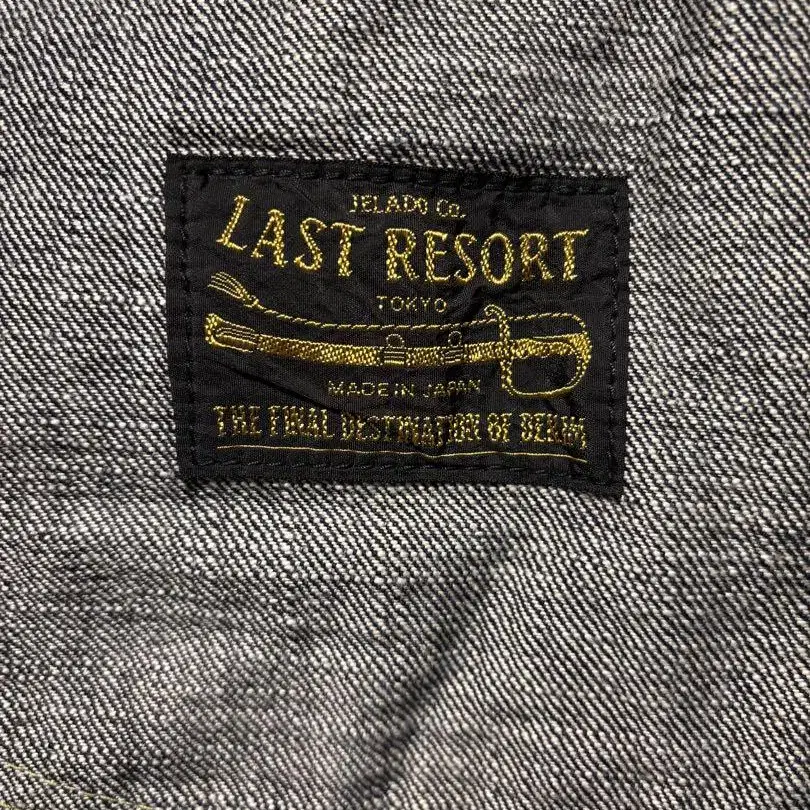 JELADO Co.
LAST RESORT
TOKYO
MADE IN JAPAN
THE FINAL DESTINATION OF DENIM